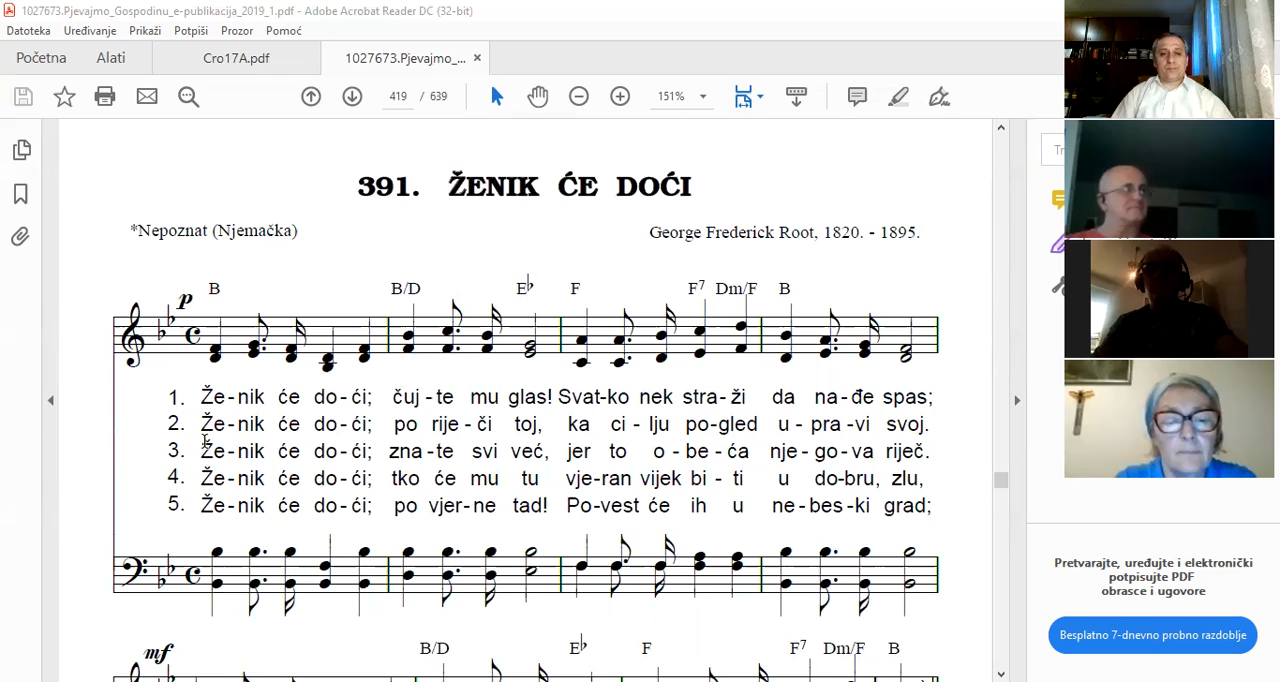 1027673.Pjevajmo_Gospodinu_e-publikacija_2019_1.pdf - Adobe Acrobat Reader DC (32-bit)
Datoteka Uređivanje Prikaži Potpiši Prozor Pomoć
Početna Alati Cro17A.pdf 1027673.Pjevajmo_... ×
419 / 639 151%
391. ŽENIK ĆE DOĆI
*Nepoznat (Njemačka) George Frederick Root, 1820. - 1895.
B B/D E♭ F F7 Dm/F B
p
1. Že-nik će do-ći; čuj-te mu glas! Svat-ko nek stra-ži da na-đe spas;
2. Že-nik će do-ći; po rije-či toj, ka ci-lju po-gled u-pra-vi svoj.
3. Že-nik će do-ći; zna-te svi već, jer to o-be-ća nje-go-va riječ.
4. Že-nik će do-ći; tko će mu tu vje-ran vijek bi-ti u do-bru, zlu,
5. Že-nik će do-ći; po vjer-ne tad! Po-vest će ih u ne-bes-ki grad;
mf B/D E♭ F F7 Dm/F B
Pretvarajte, uređujte i elektronički
potpisujte PDF
obrasce i ugovore
Besplatno 7-dnevno probno razdoblje